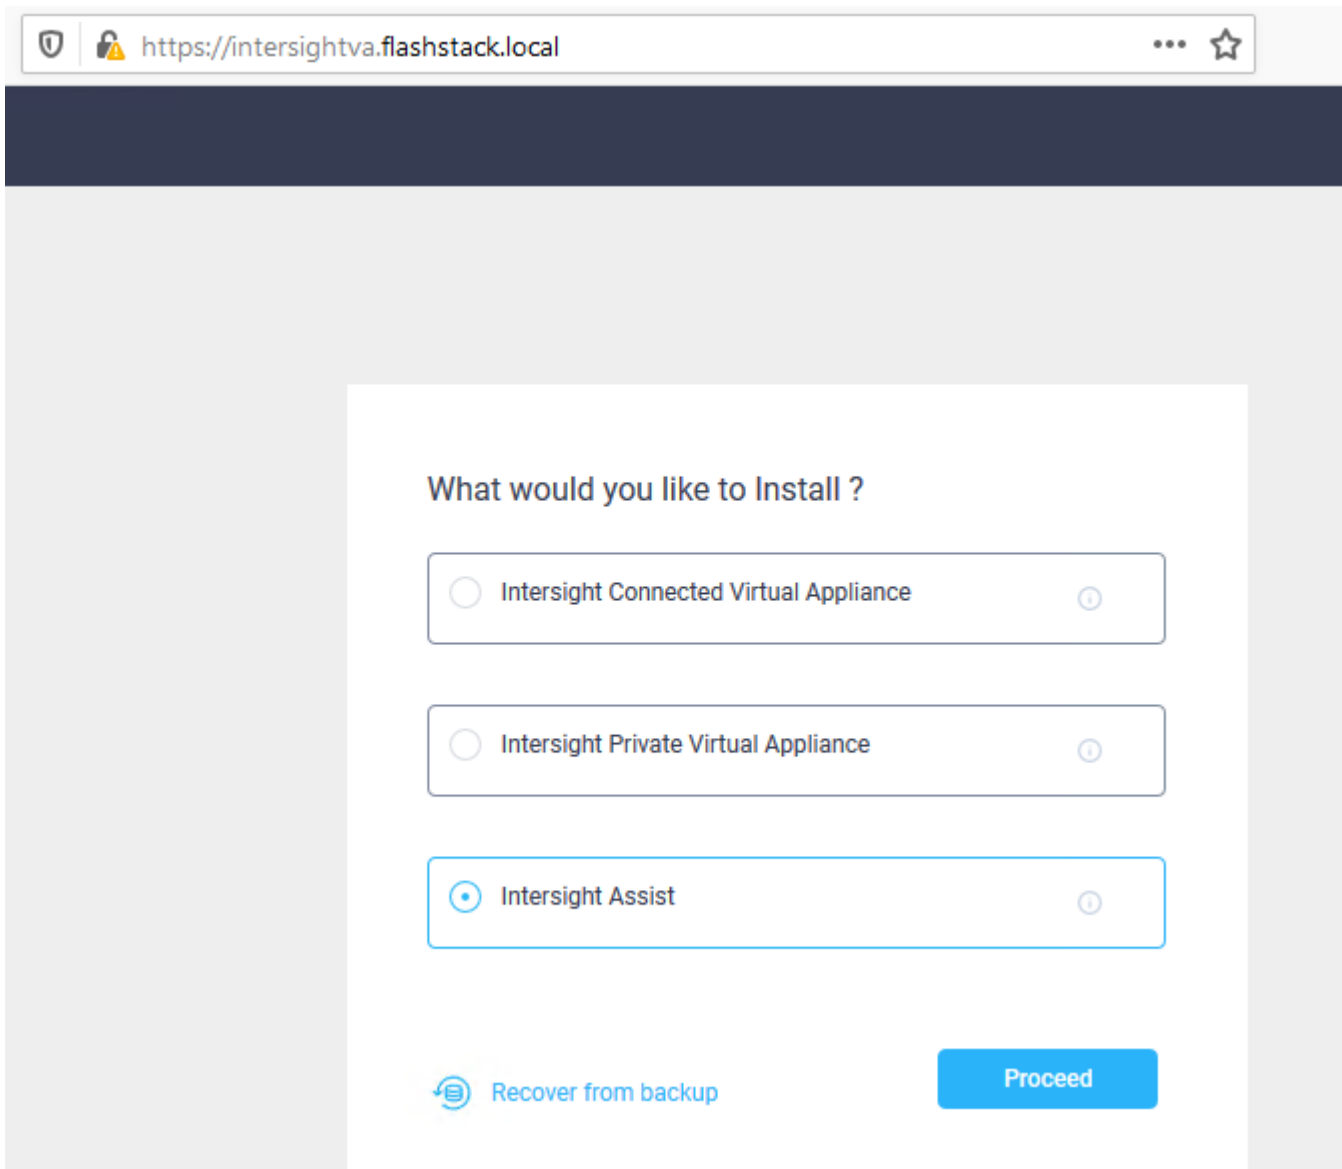 https://intersightva.flashstack.local
What would you like to Install ?
Intersight Connected Virtual Appliance
Intersight Private Virtual Appliance
Intersight Assist
Recover from backup
Proceed